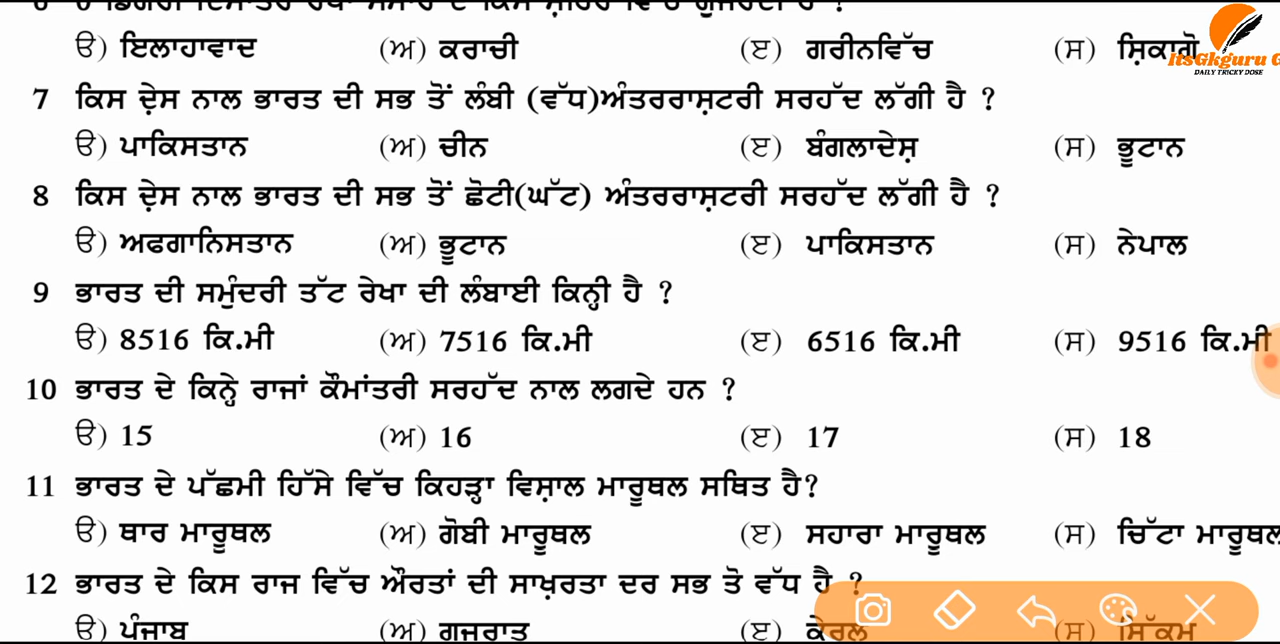 ੳ) ਇਲਾਹਾਵਾਦ (ਅ) ਕਰਾਚੀ (ੲ) ਗਰੀਨਵਿੱਚ (ਸ) ਸ਼ਿਕਾਗੋ
ItsGkguru G
DAILY TRICKY DOSE
7 ਕਿਸ ਦੇ਼ਸ ਨਾਲ ਭਾਰਤ ਦੀ ਸਭ ਤੋਂ ਲੰਬੀ (ਵੱਧ)ਅੰਤਰਰਾਸ਼ਟਰੀ ਸਰਹੱਦ ਲੱਗੀ ਹੈ ?
ੳ) ਪਾਕਿਸਤਾਨ (ਅ) ਚੀਨ (ੲ) ਬੰਗਲਾਦੇਸ਼ (ਸ) ਭੂਟਾਨ
8 ਕਿਸ ਦੇ਼ਸ ਨਾਲ ਭਾਰਤ ਦੀ ਸਭ ਤੋਂ ਛੋਟੀ(ਘੱਟ) ਅੰਤਰਰਾਸ਼ਟਰੀ ਸਰਹੱਦ ਲੱਗੀ ਹੈ ?
ੳ) ਅਫਗਾਨਿਸਤਾਨ (ਅ) ਭੂਟਾਨ (ੲ) ਪਾਕਿਸਤਾਨ (ਸ) ਨੇਪਾਲ
9 ਭਾਰਤ ਦੀ ਸਮੁੰਦਰੀ ਤੱਟ ਰੇਖਾ ਦੀ ਲੰਬਾਈ ਕਿਨ੍ਹੀ ਹੈ ?
ੳ) 8516 ਕਿ.ਮੀ (ਅ) 7516 ਕਿ.ਮੀ (ੲ) 6516 ਕਿ.ਮੀ (ਸ) 9516 ਕਿ.ਮੀ
10 ਭਾਰਤ ਦੇ ਕਿਨ੍ਹੇ ਰਾਜਾਂ ਕੌਮਾਂਤਰੀ ਸਰਹੱਦ ਨਾਲ ਲਗਦੇ ਹਨ ?
ੳ) 15 (ਅ) 16 (ੲ) 17 (ਸ) 18
11 ਭਾਰਤ ਦੇ ਪੱਛਮੀ ਹਿੱਸੇ ਵਿੱਚ ਕਿਹੜ੍ਹਾ ਵਿਸ਼ਾਲ ਮਾਰੂਥਲ ਸਥਿਤ ਹੈ?
ੳ) ਥਾਰ ਮਾਰੂਥਲ (ਅ) ਗੋਬੀ ਮਾਰੂਥਲ (ੲ) ਸਹਾਰਾ ਮਾਰੂਥਲ (ਸ) ਚਿੱਟਾ ਮਾਰੂਥਲ
12 ਭਾਰਤ ਦੇ ਕਿਸ ਰਾਜ ਵਿੱਚ ਔਰਤਾਂ ਦੀ ਸਾਖ਼ਰਤਾ ਦਰ ਸਭ ਤੋ ਵੱਧ ਹੈ ?
ੳ) ਪੰਜਾਬ (ਅ) ਗੁਜਰਾਤ (ੲ) ਕੇਰਲ (ਸ) ਸਿੱਕਮ